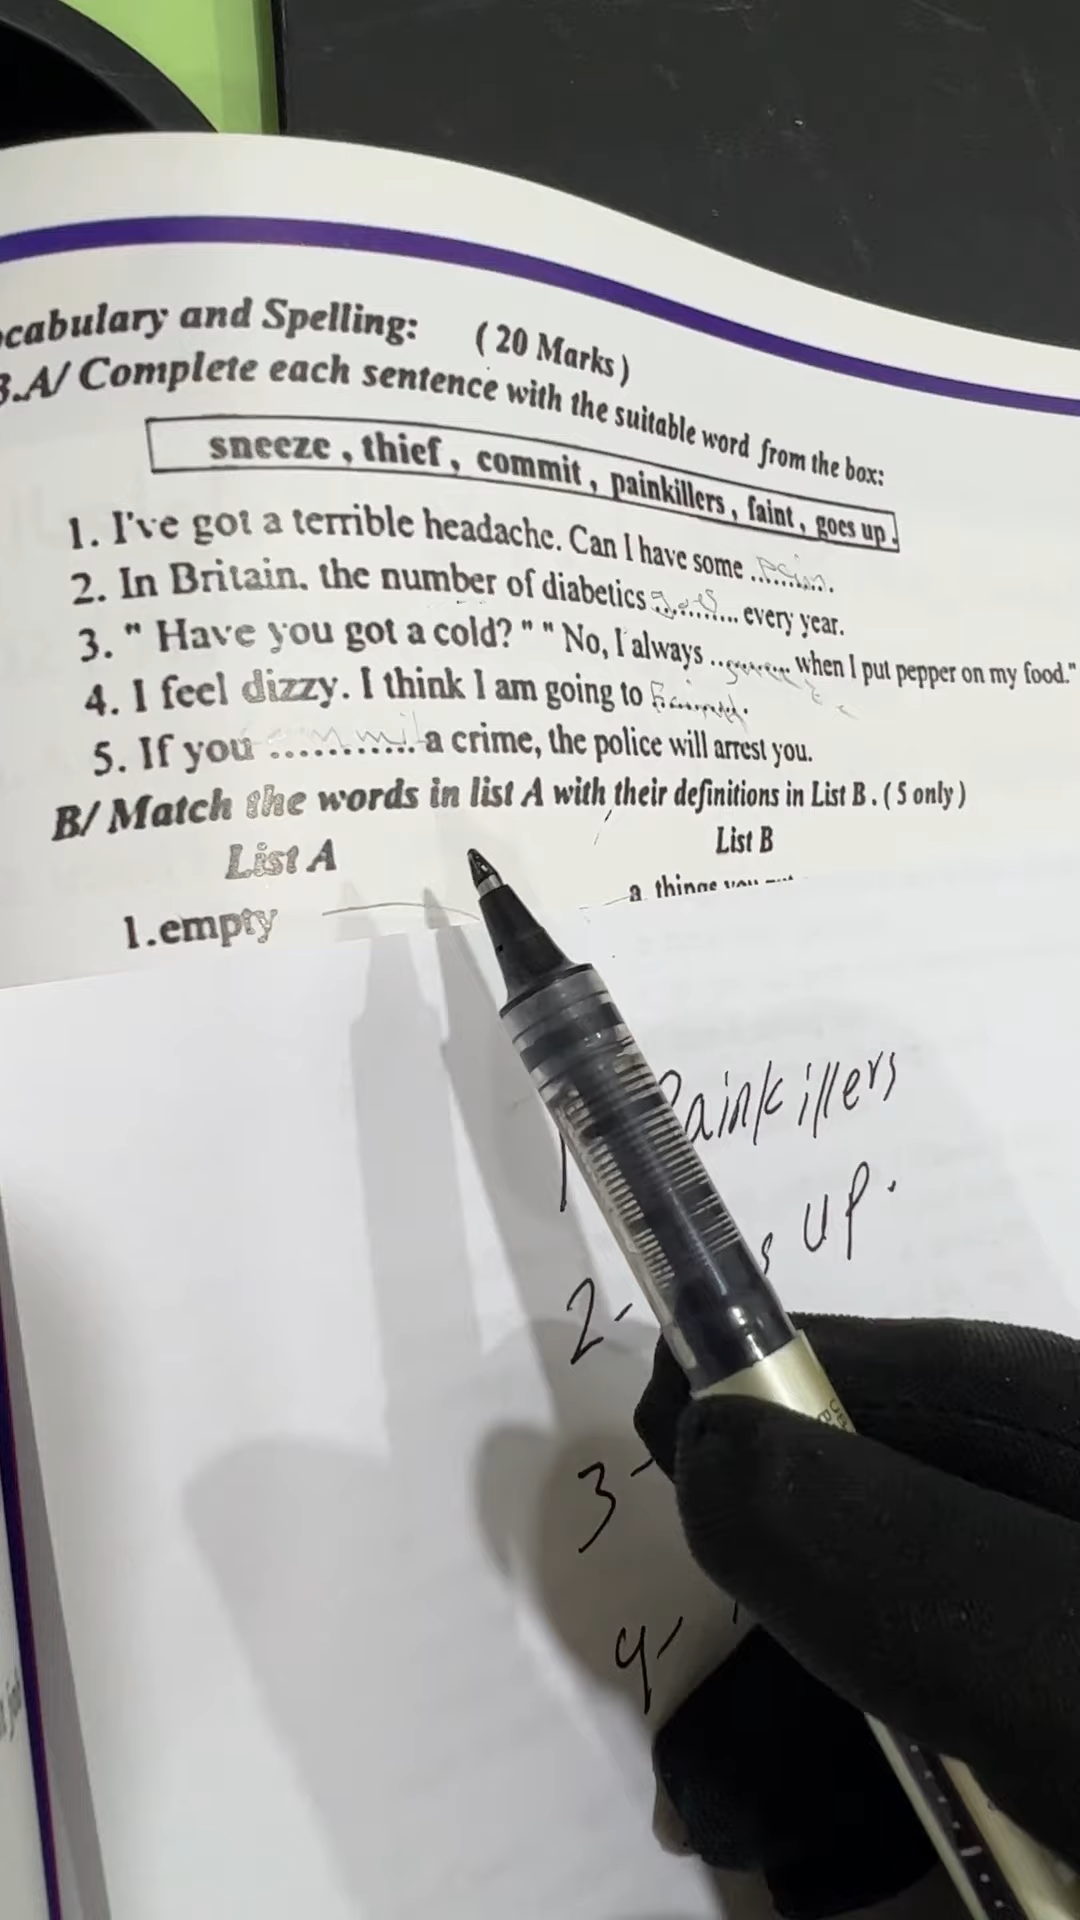 cabulary and Spelling: ( 20 Marks )
3.A/ Complete each sentence with the suitable word from the box:
sneeze , thief , commit , painkillers , faint , goes up .
1. I've got a terrible headache. Can I have some ...........
2. In Britain. the number of diabetics goes ........... every year.
3. " Have you got a cold? " " No, I always ........... when I put pepper on my food."
4. I feel dizzy. I think I am going to .
5. If you commit ........... a crime, the police will arrest you.
B/ Match the words in list A with their definitions in List B . ( 5 only )
List A List B
1.empty a. things you
Painkillers
2- up.
3-
4-